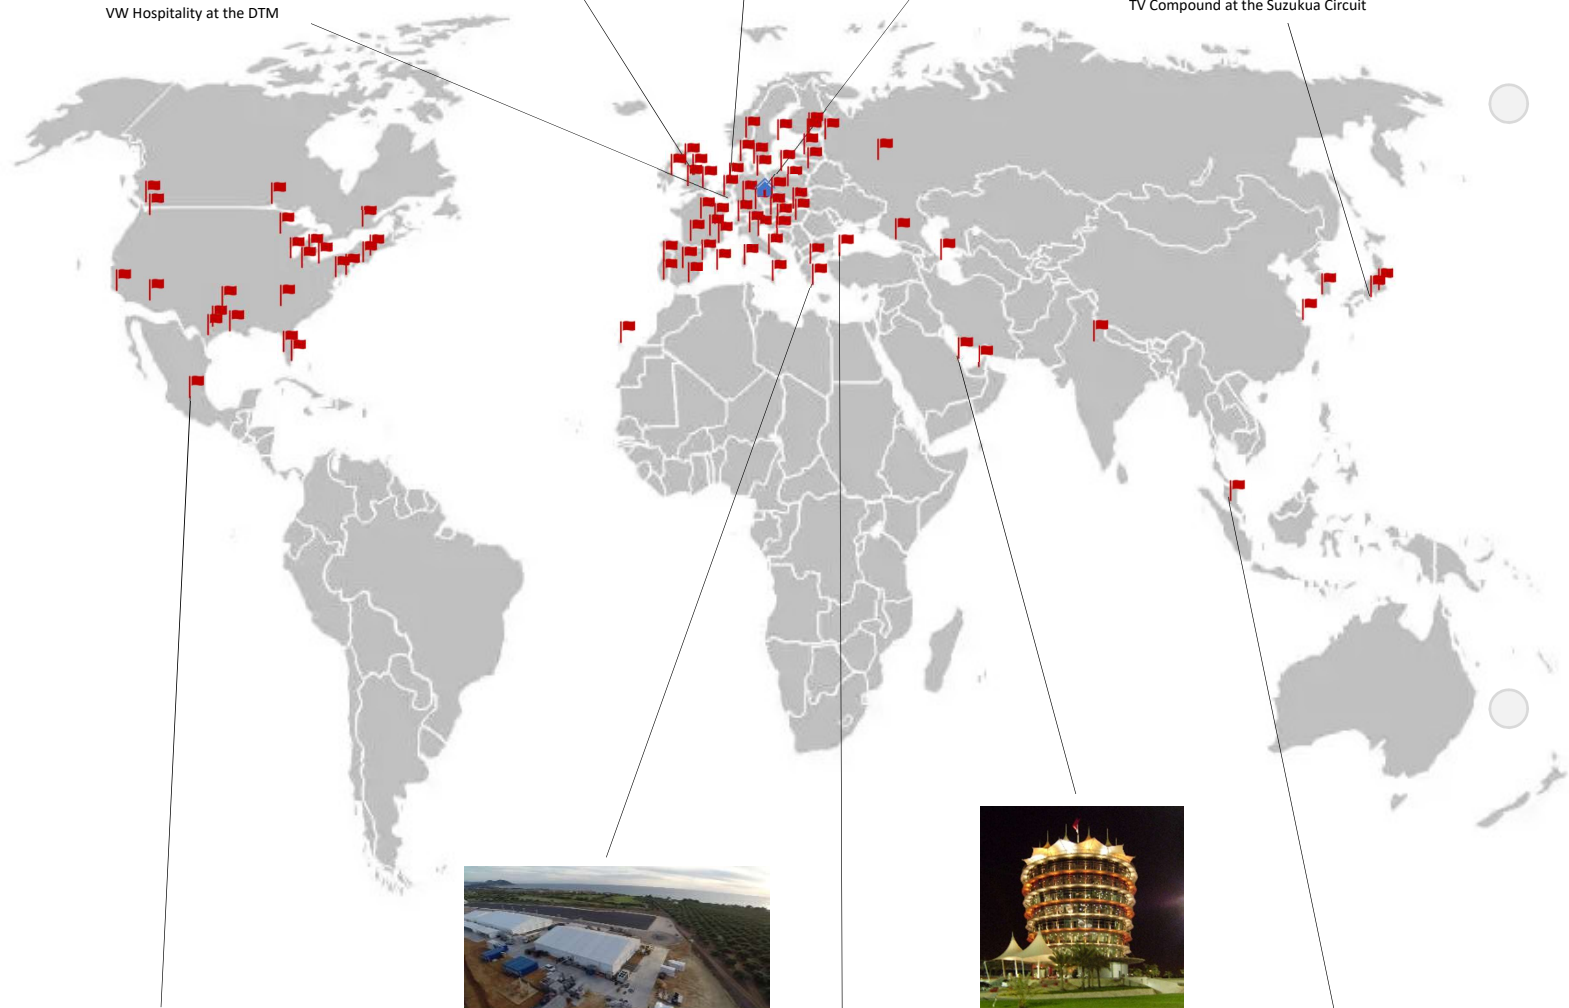 VW Hospitality at the DTM
TV Compound at the Suzukua Circuit